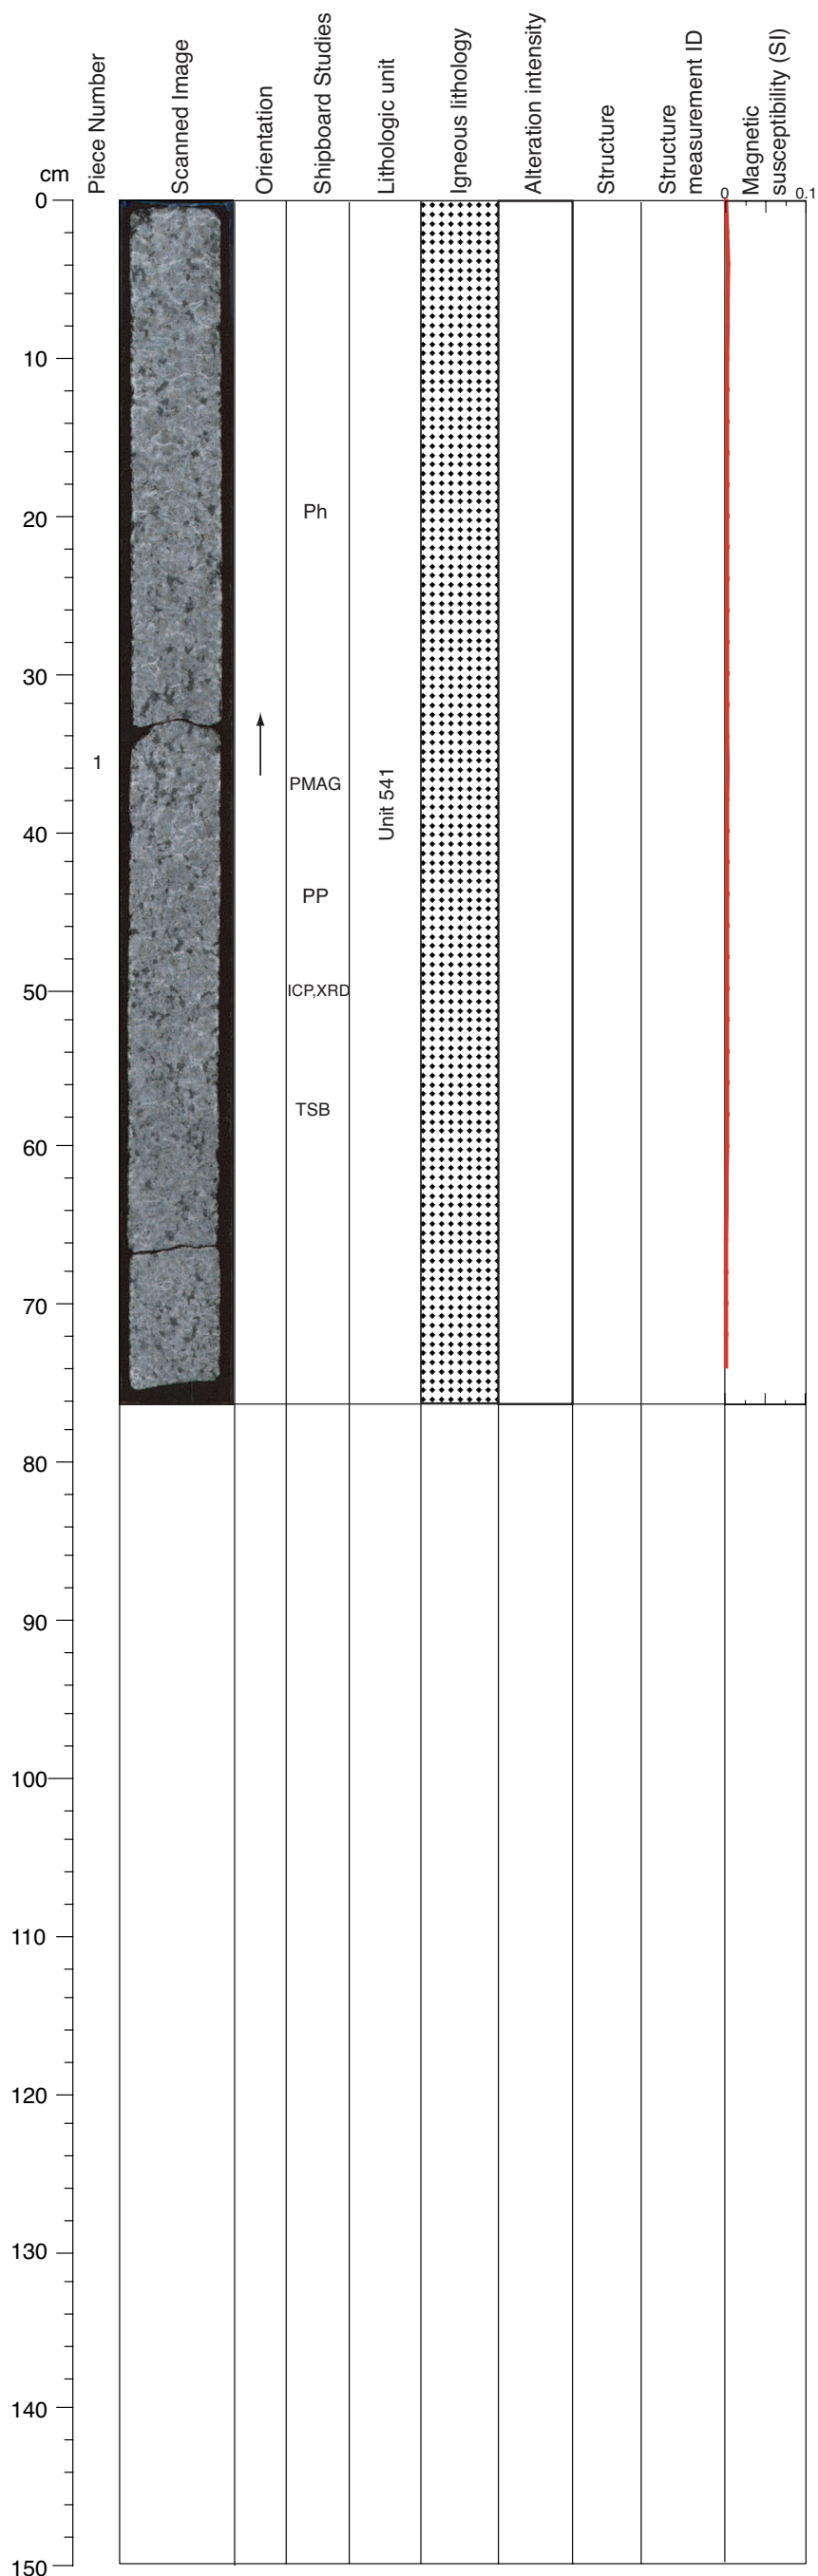 cm
Piece Number
Scanned Image
Orientation
Shipboard Studies
Lithologic unit
Igneous lithology
Alteration intensity
Structure
Structure
measurement ID
Magnetic
susceptibility (SI)
0
0.1
0
10
20
30
40
50
60
70
80
90
100
110
120
130
140
150
1
Ph
PMAG
PP
ICP,XRD
TSB
Unit 541